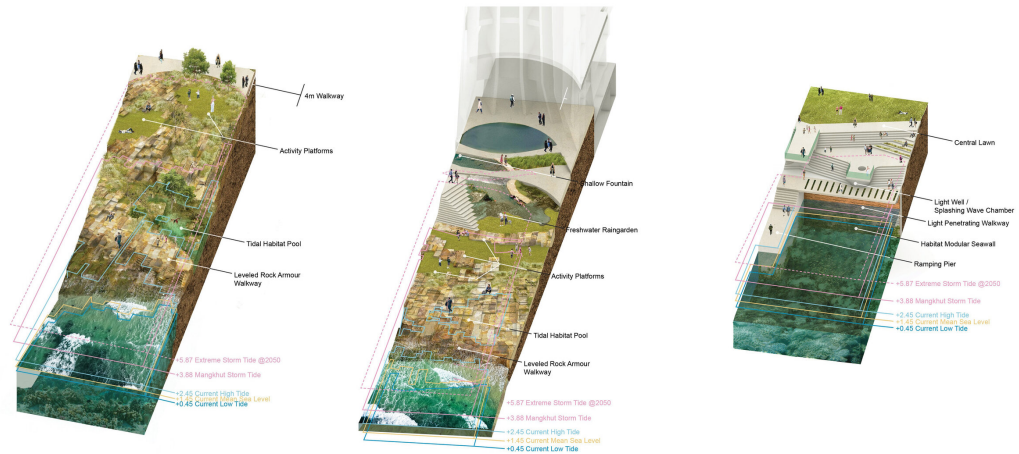 4m Walkway
Activity Platforms
Tidal Habitat Pool
Leveled Rock Armour
Walkway
+5.87 Extreme Storm Tide @2050
+3.88 Mangkhut Storm Tide
+2.45 Current High Tide
+1.45 Current Mean Sea Level
+0.45 Current Low Tide
Shallow Fountain
Freshwater Raingarden
Activity Platforms
Tidal Habitat Pool
Leveled Rock Armour
Walkway
+5.87 Extreme Storm Tide @2050
+3.88 Mangkhut Storm Tide
+2.45 Current High Tide
+1.45 Current Mean Sea Level
+0.45 Current Low Tide
Central Lawn
Light Well /
Splashing Wave Chamber
Light Penetrating Walkway
Habitat Modular Seawall
Ramping Pier
+5.87 Extreme Storm Tide @2050
+3.88 Mangkhut Storm Tide
+2.45 Current High Tide
+1.45 Current Mean Sea Level
+0.45 Current Low Tide